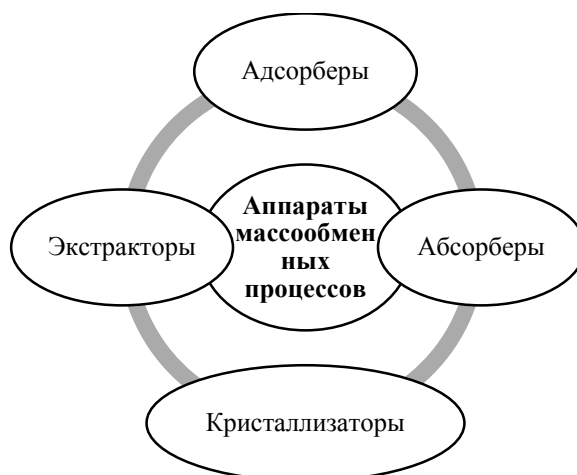 Адсорберы
Экстракторы
Аппараты
массообмен
ных
процессов
Абсорберы
Кристаллизаторы